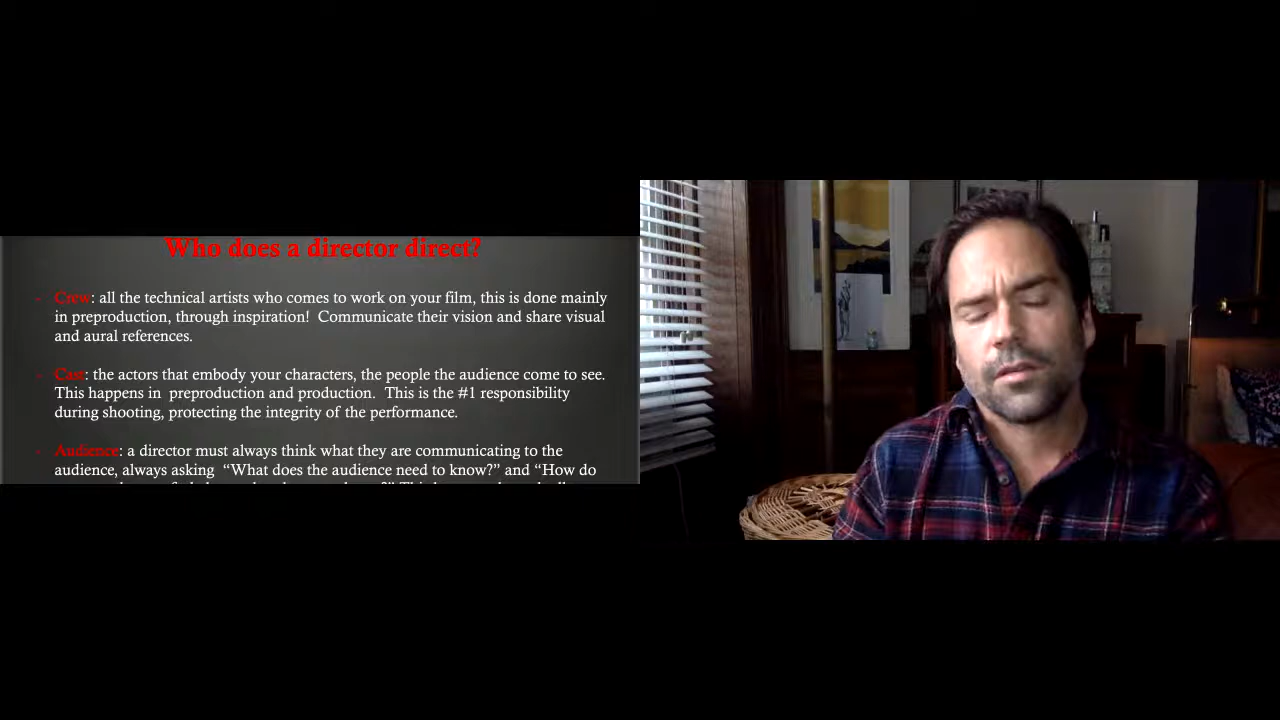 Who does a director direct?
- Crew: all the technical artists who comes to work on your film, this is done mainly
in preproduction, through inspiration! Communicate their vision and share visual
and aural references.
- Cast: the actors that embody your characters, the people the audience come to see.
This happens in preproduction and production. This is the #1 responsibility
during shooting, protecting the integrity of the performance.
- Audience: a director must always think what they are communicating to the
audience, always asking “What does the audience need to know?” and “How do